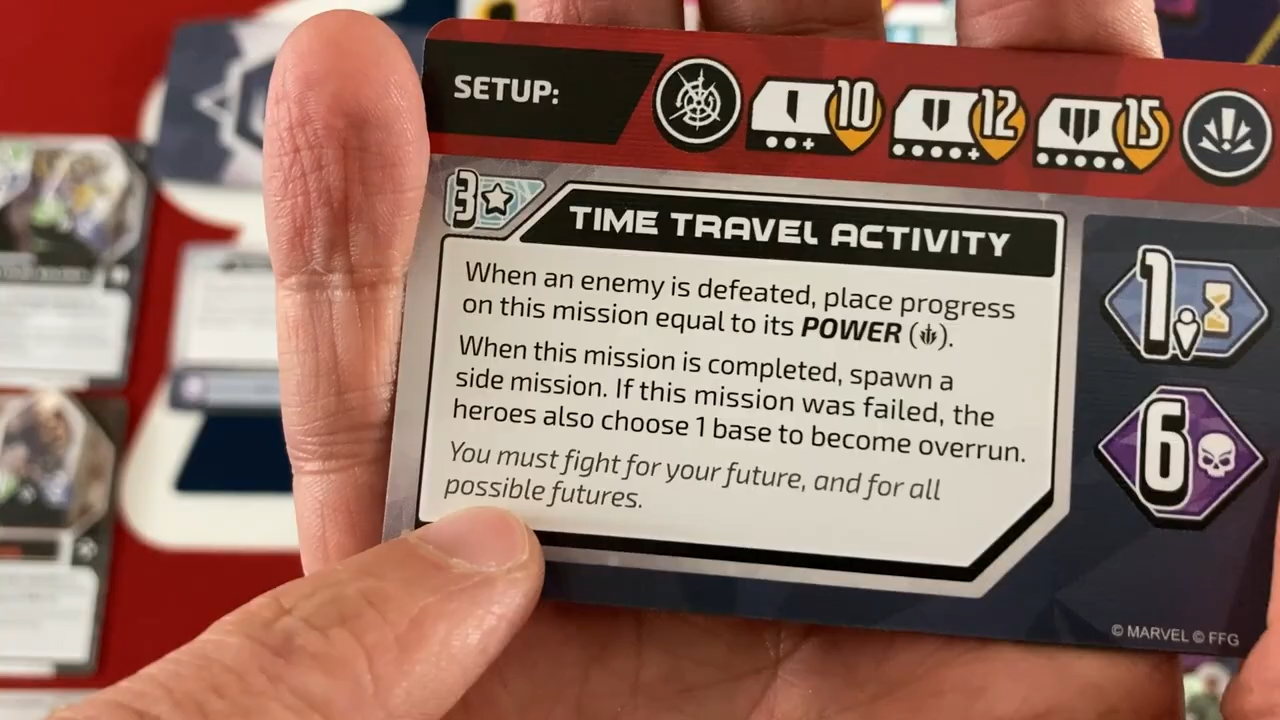 SETUP:
10
12
15
3
TIME TRAVEL ACTIVITY
When an enemy is defeated, place progress
on this mission equal to its POWER ( ).
When this mission is completed, spawn a
side mission. If this mission was failed, the
heroes also choose 1 base to become overrun.
You must fight for your future, and for all
possible futures.
1
6
© MARVEL © FFG